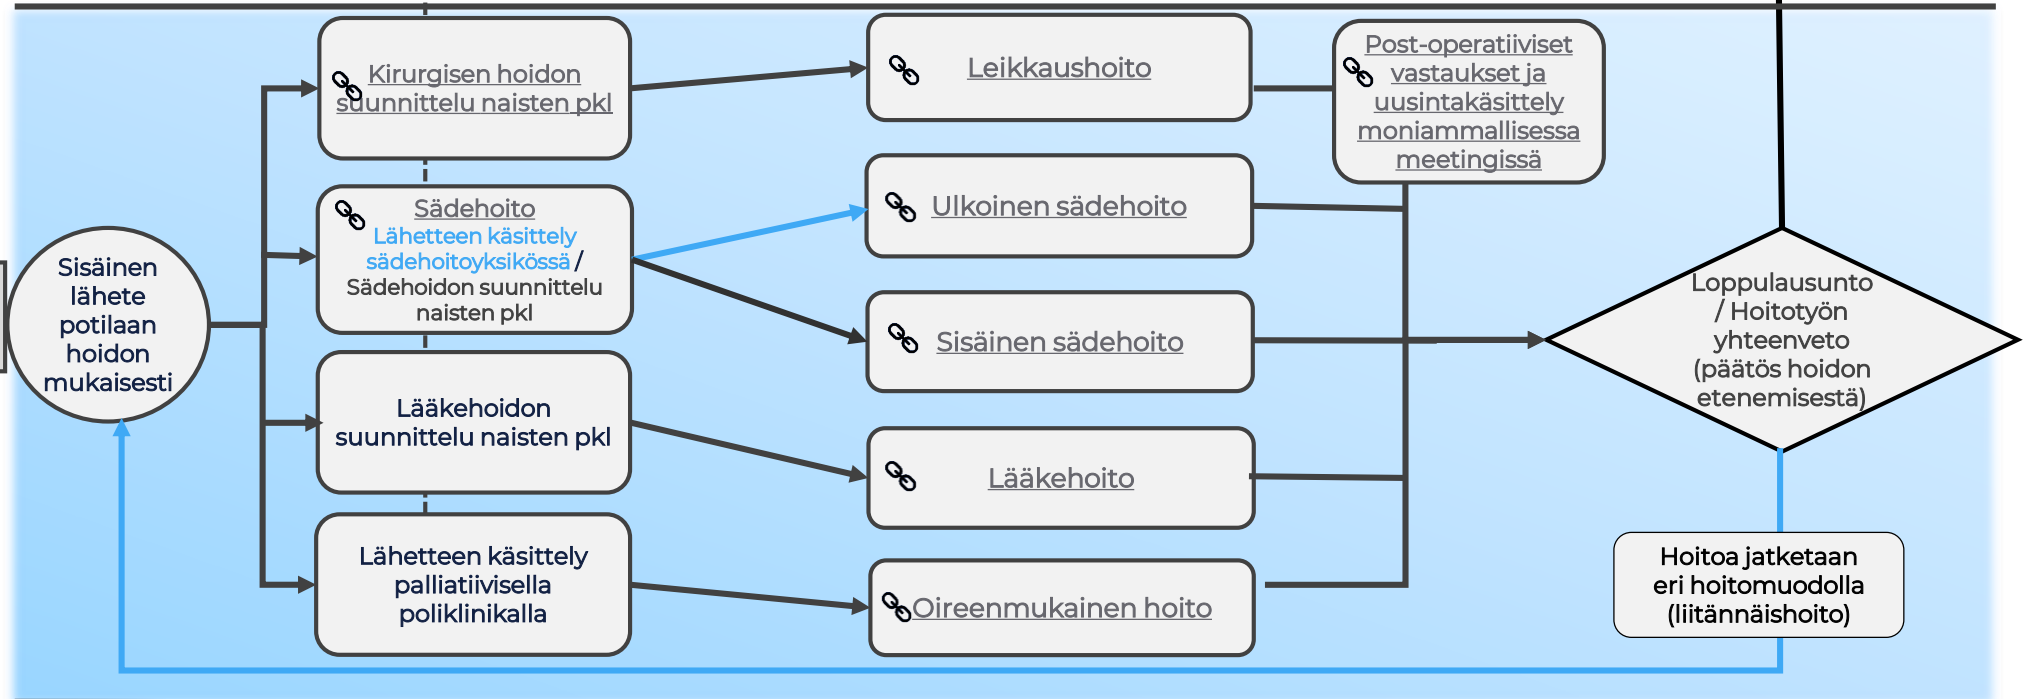 Sisäinen
lähete
potilaan
hoidon
mukaisesti
Kirurgisen hoidon
suunnittelu naisten pkl
Sädehoito
Lähetteen käsittely
sädehoitoyksikössä /
Sädehoidon suunnittelu
naisten pkl
Lääkehoidon
suunnittelu naisten pkl
Lähetteen käsittely
palliatiivisella
poliklinikalla
Leikkaushoito
Ulkoinen sädehoito
Sisäinen sädehoito
Lääkehoito
Oireenmukainen hoito
Post-operatiiviset
vastaukset ja
uusintakäsittely
moniammallisessa
meetingissä
Loppulausunto
/ Hoitotyön
yhteenveto
(päätös hoidon
etenemisestä)
Hoitoa jatketaan
eri hoitomuodolla
(liitännäishoito)